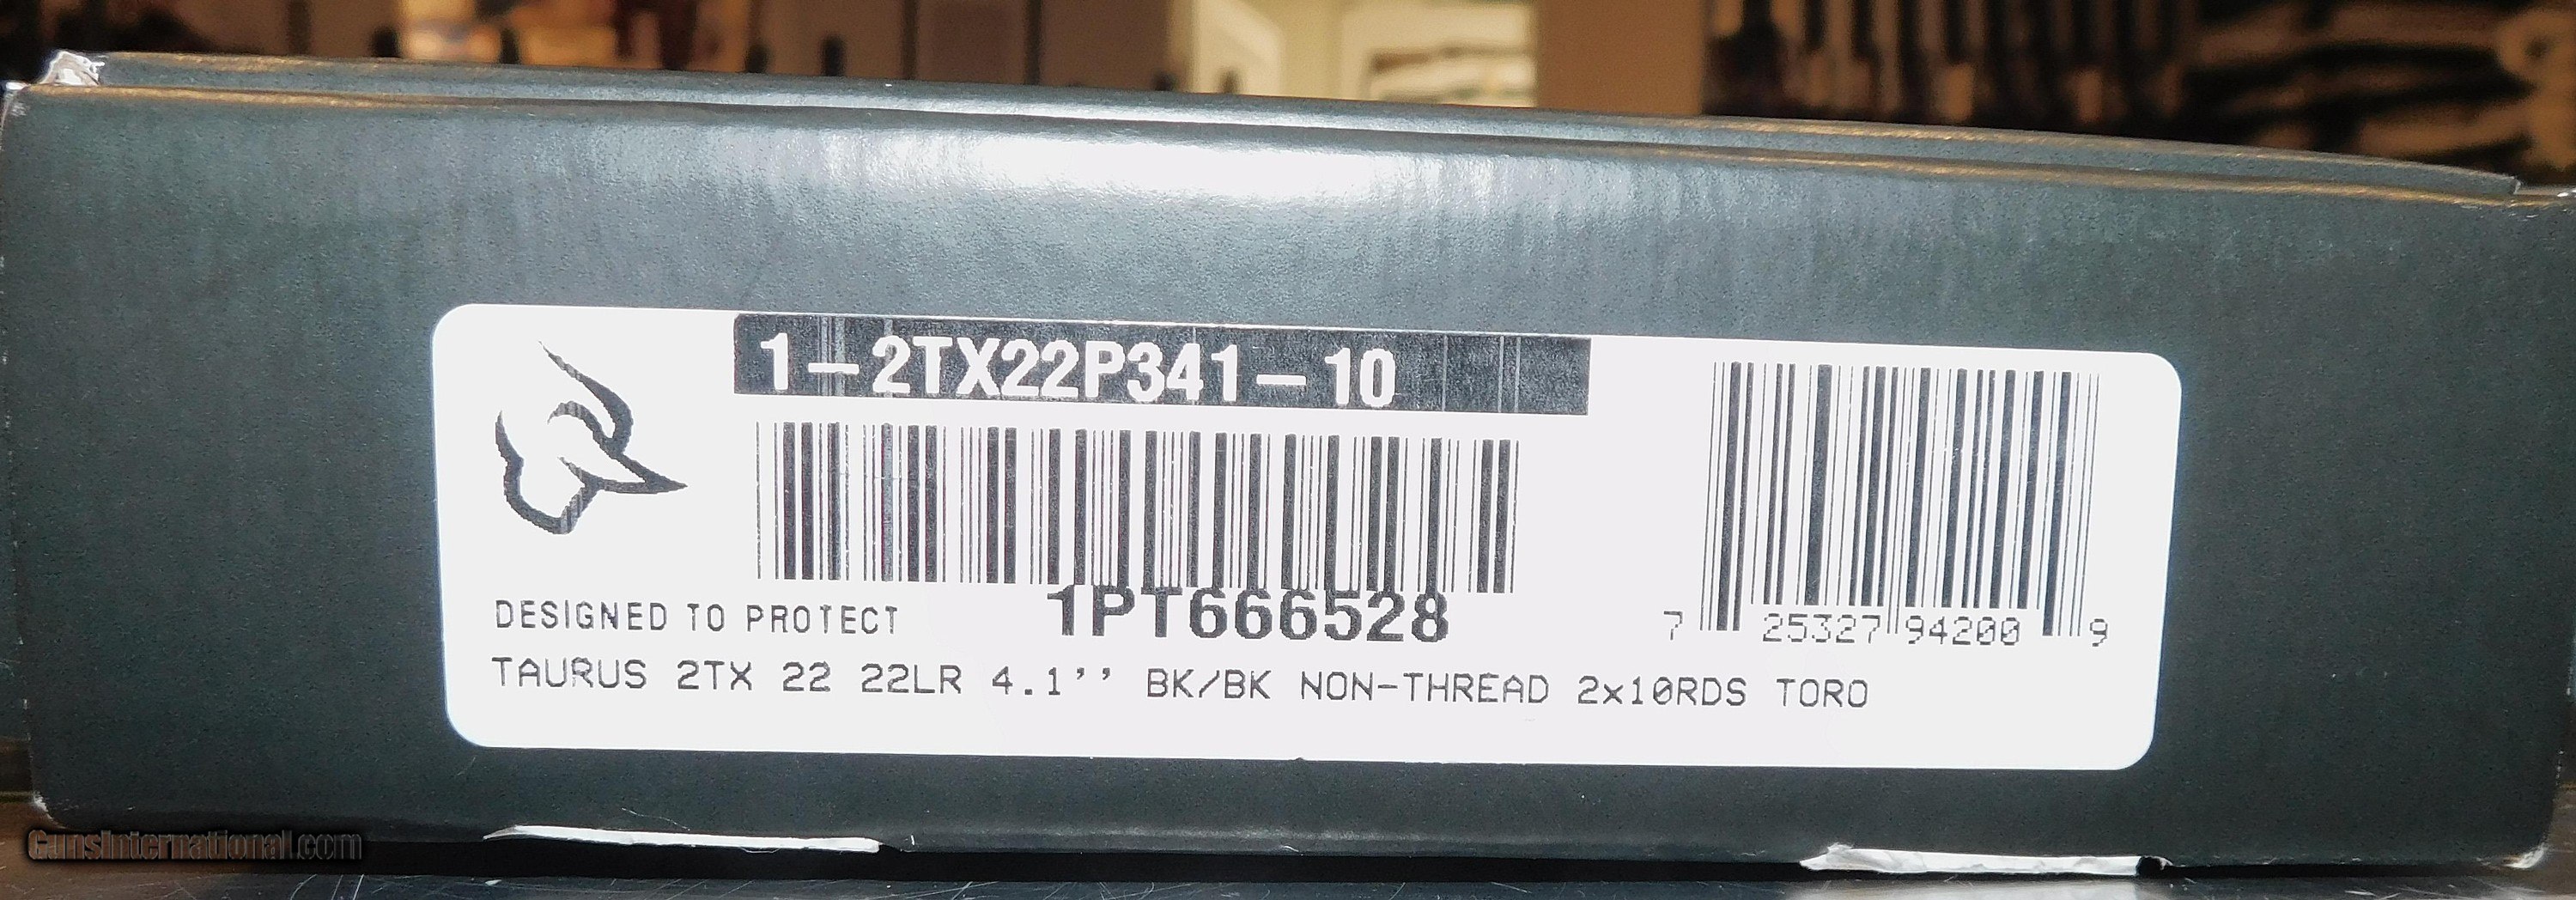 1-2TX22P341-10
1PT666528
DESIGNED TO PROTECT
7 25327 94200 9
TAURUS 2TX 22 22LR 4.1'' BK/BK NON-THREAD 2x10RDS TORO
GunsInternational.com